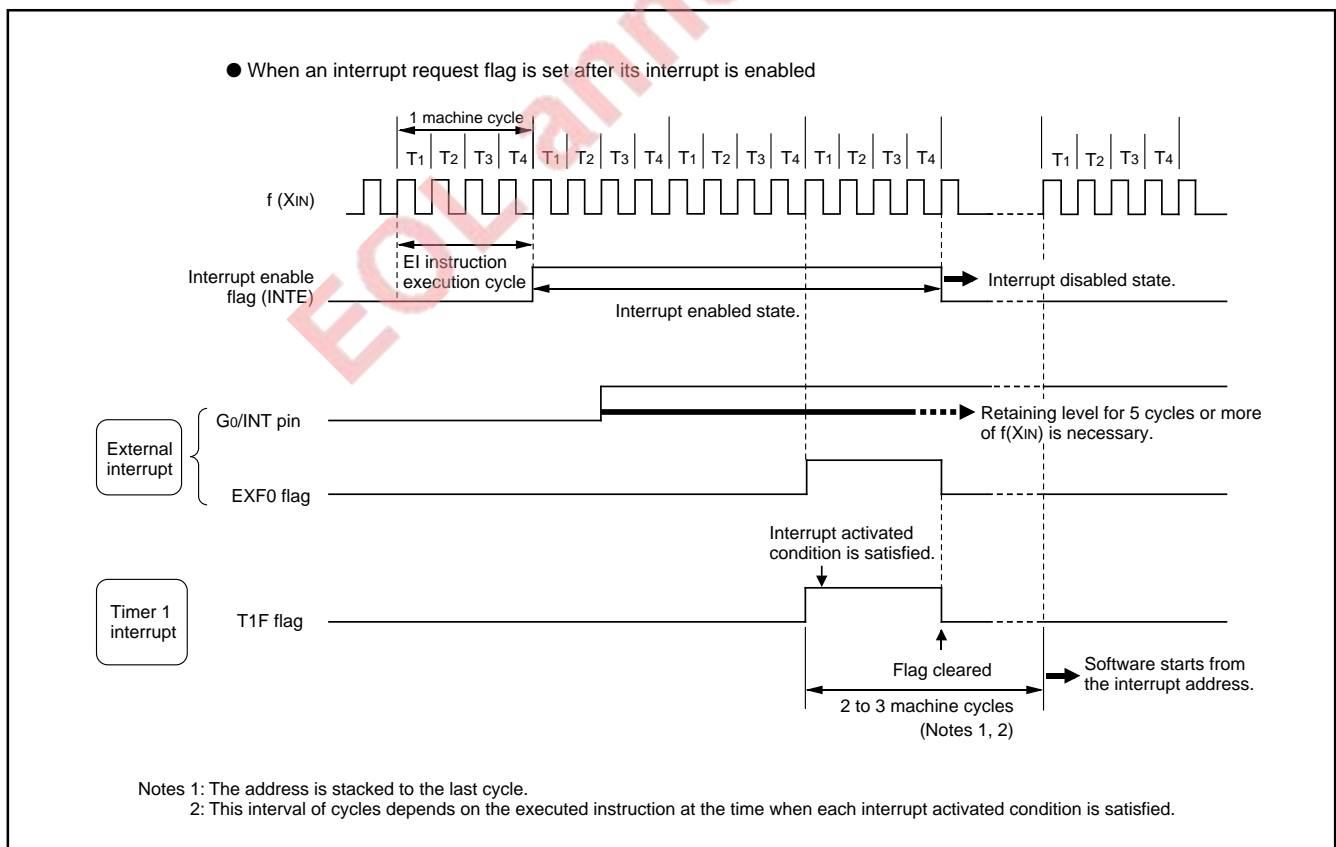 ● When an interrupt request flag is set after its interrupt is enabled
1 machine cycle
T1 T2 T3 T4 T1 T2 T3 T4 T1 T2 T3 T4 T1 T2 T3 T4 T1 T2 T3 T4
f (XIN)
EI instruction
execution cycle
Interrupt enable
flag (INTE)
Interrupt enabled state.
Interrupt disabled state.
External
interrupt
G0/INT pin
Retaining level for 5 cycles or more
of f(XIN) is necessary.
EXF0 flag
Interrupt activated
condition is satisfied.
Timer 1
interrupt
T1F flag
Flag cleared
2 to 3 machine cycles
(Notes 1, 2)
Software starts from
the interrupt address.
Notes 1: The address is stacked to the last cycle.
2: This interval of cycles depends on the executed instruction at the time when each interrupt activated condition is satisfied.
EOL ann